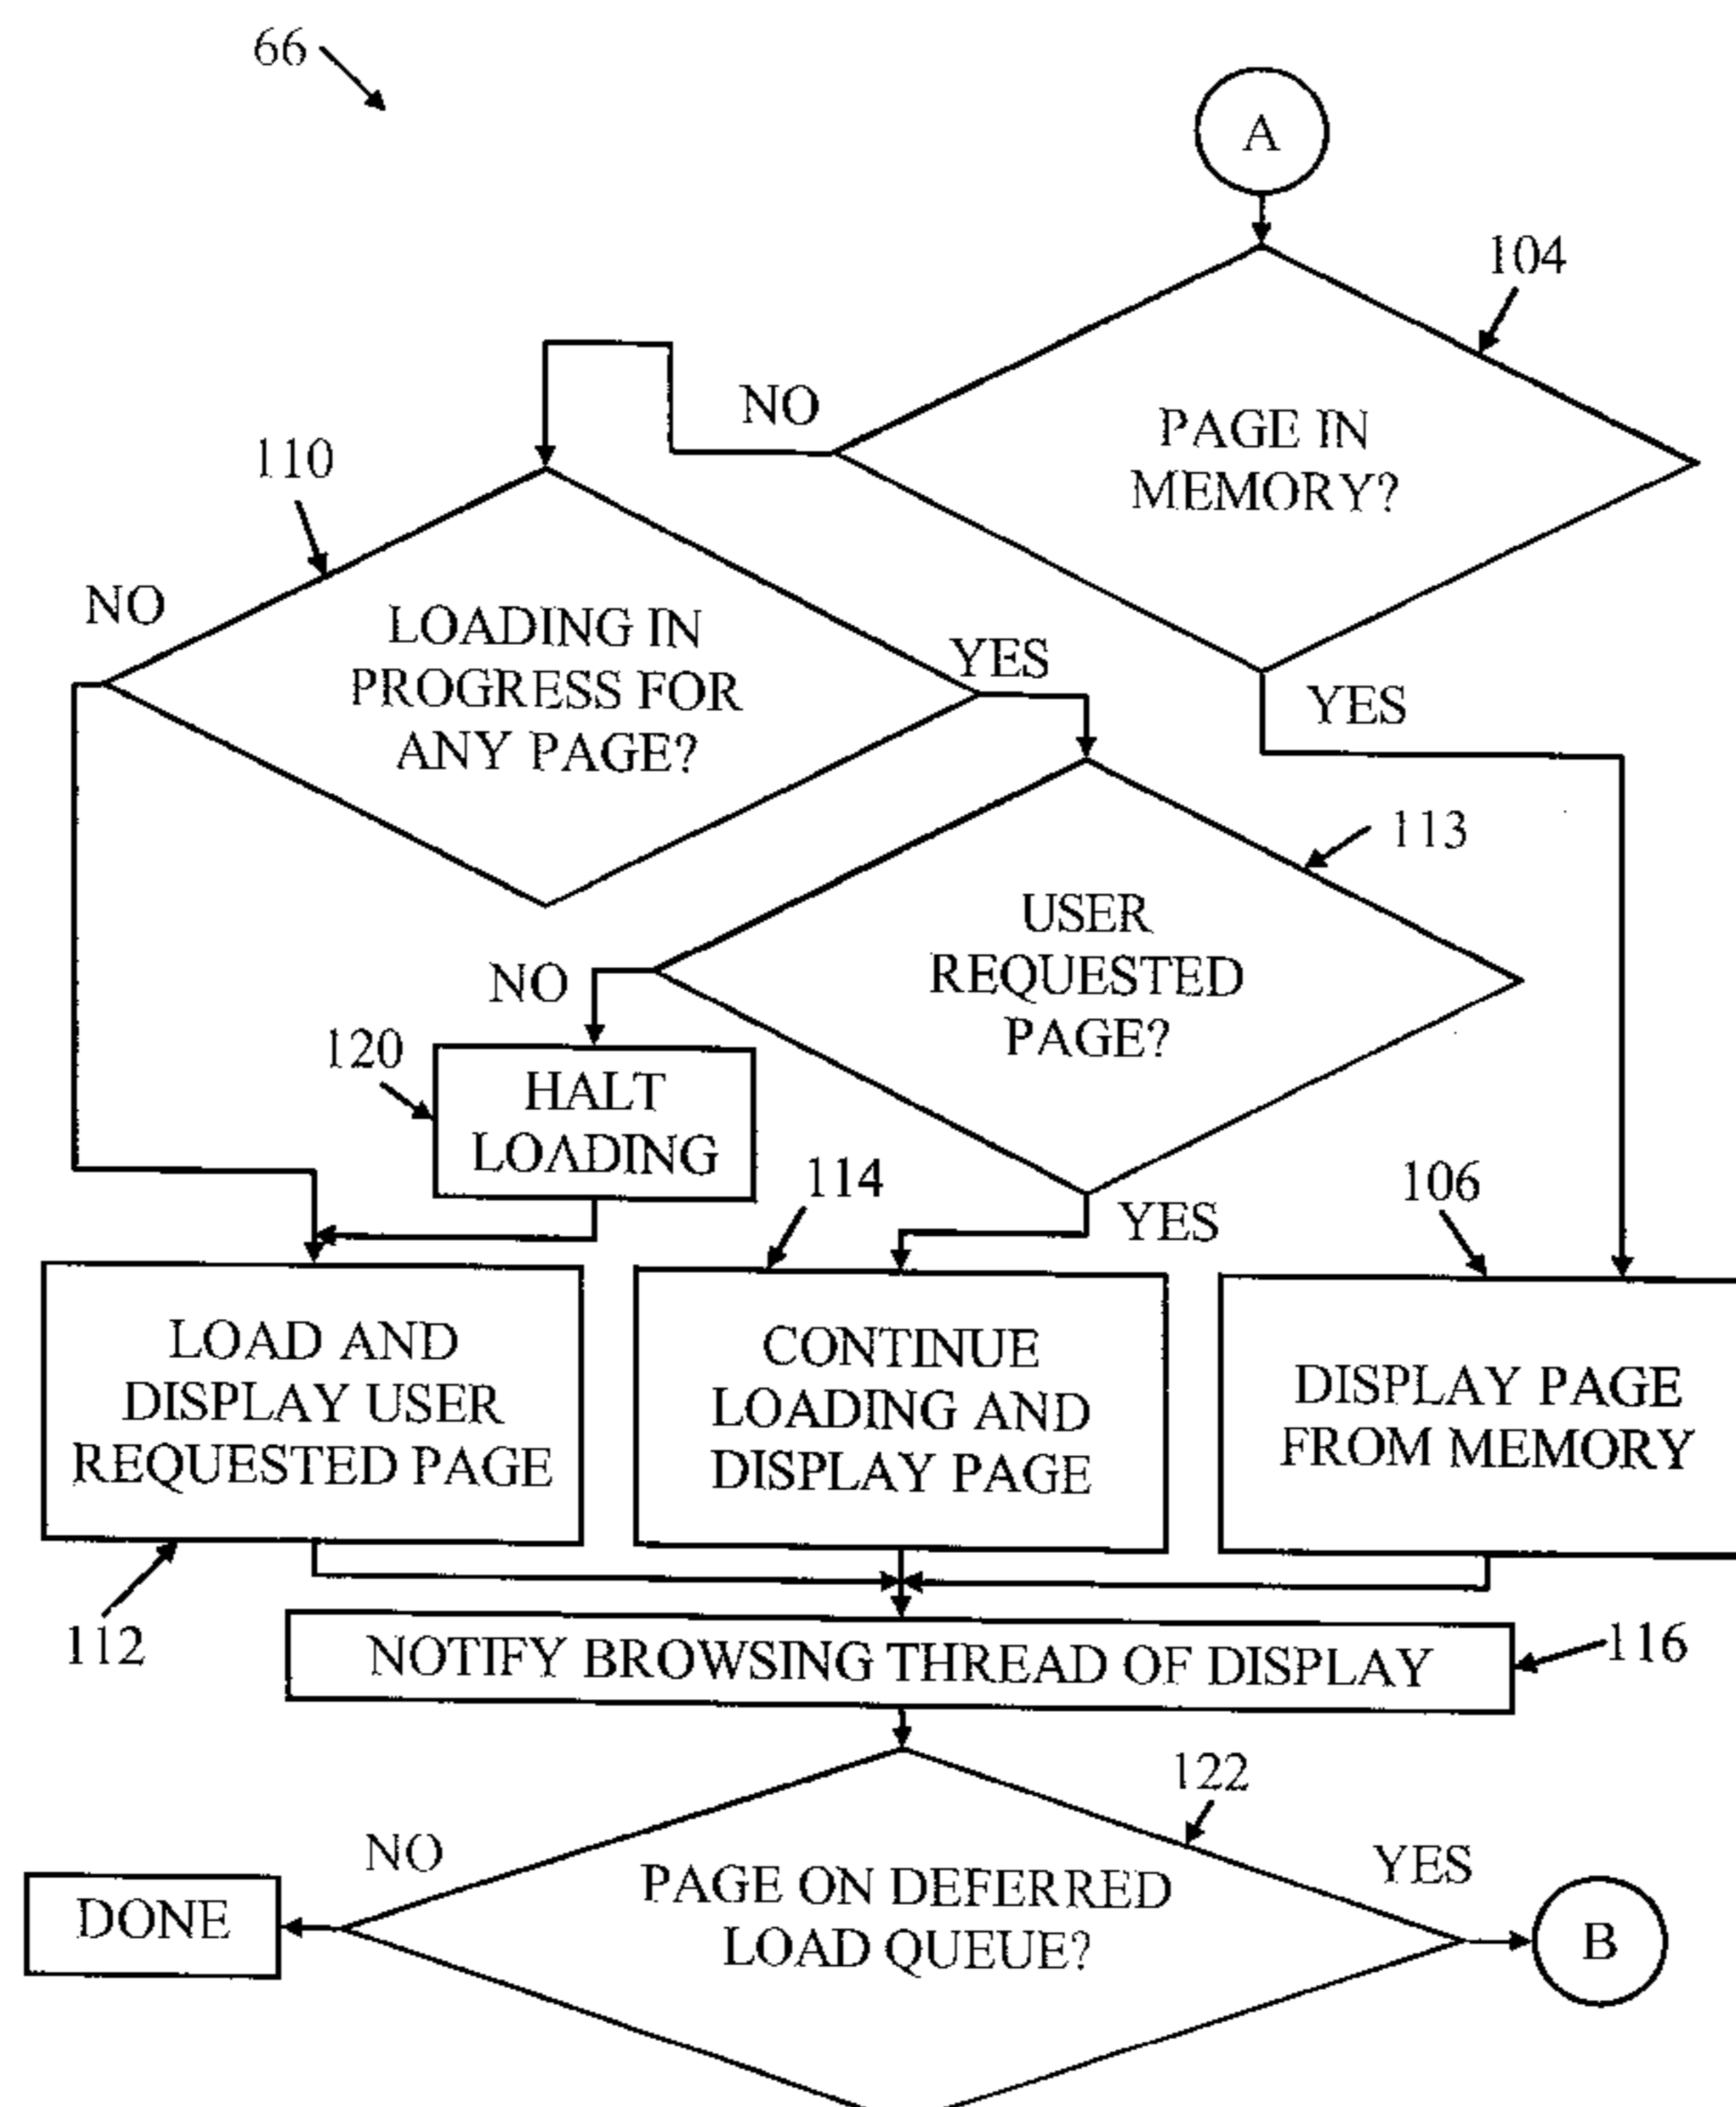 66
A
104
NO
PAGE IN
MEMORY?
110
NO
LOADING IN
PROGRESS FOR
ANY PAGE?
YES
YES
113
USER
REQUESTED
PAGE?
NO
120
HALT
LOADING
114
YES
106
LOAD AND
DISPLAY USER
REQUESTED PAGE
CONTINUE
LOADING AND
DISPLAY PAGE
DISPLAY PAGE
FROM MEMORY
112
NOTIFY BROWSING THREAD OF DISPLAY
116
122
NO
PAGE ON DEFERRED
LOAD QUEUE?
YES
DONE
B